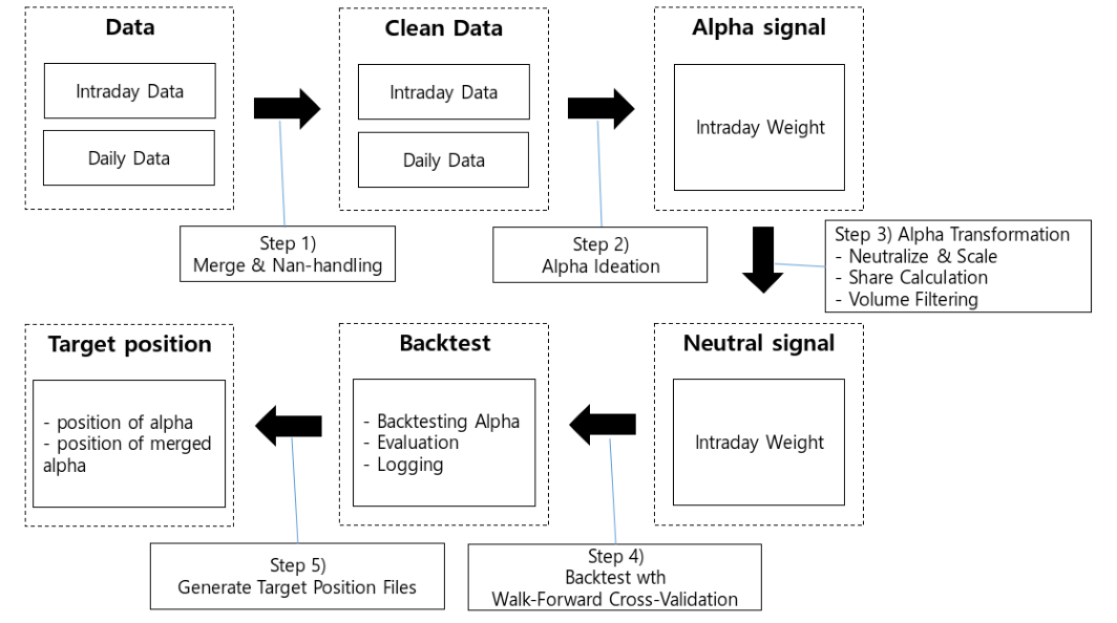 Data
Intraday Data
Daily Data
Clean Data
Intraday Data
Daily Data
Alpha signal
Intraday Weight
Step 1)
Merge & Nan-handling
Step 2)
Alpha Ideation
Step 3) Alpha Transformation
- Neutralize & Scale
- Share Calculation
- Volume Filtering
Target position
- position of alpha
- position of merged
alpha
Backtest
- Backtesting Alpha
- Evaluation
- Logging
Neutral signal
Intraday Weight
Step 5)
Generate Target Position Files
Step 4)
Backtest wth
Walk-Forward Cross-Validation